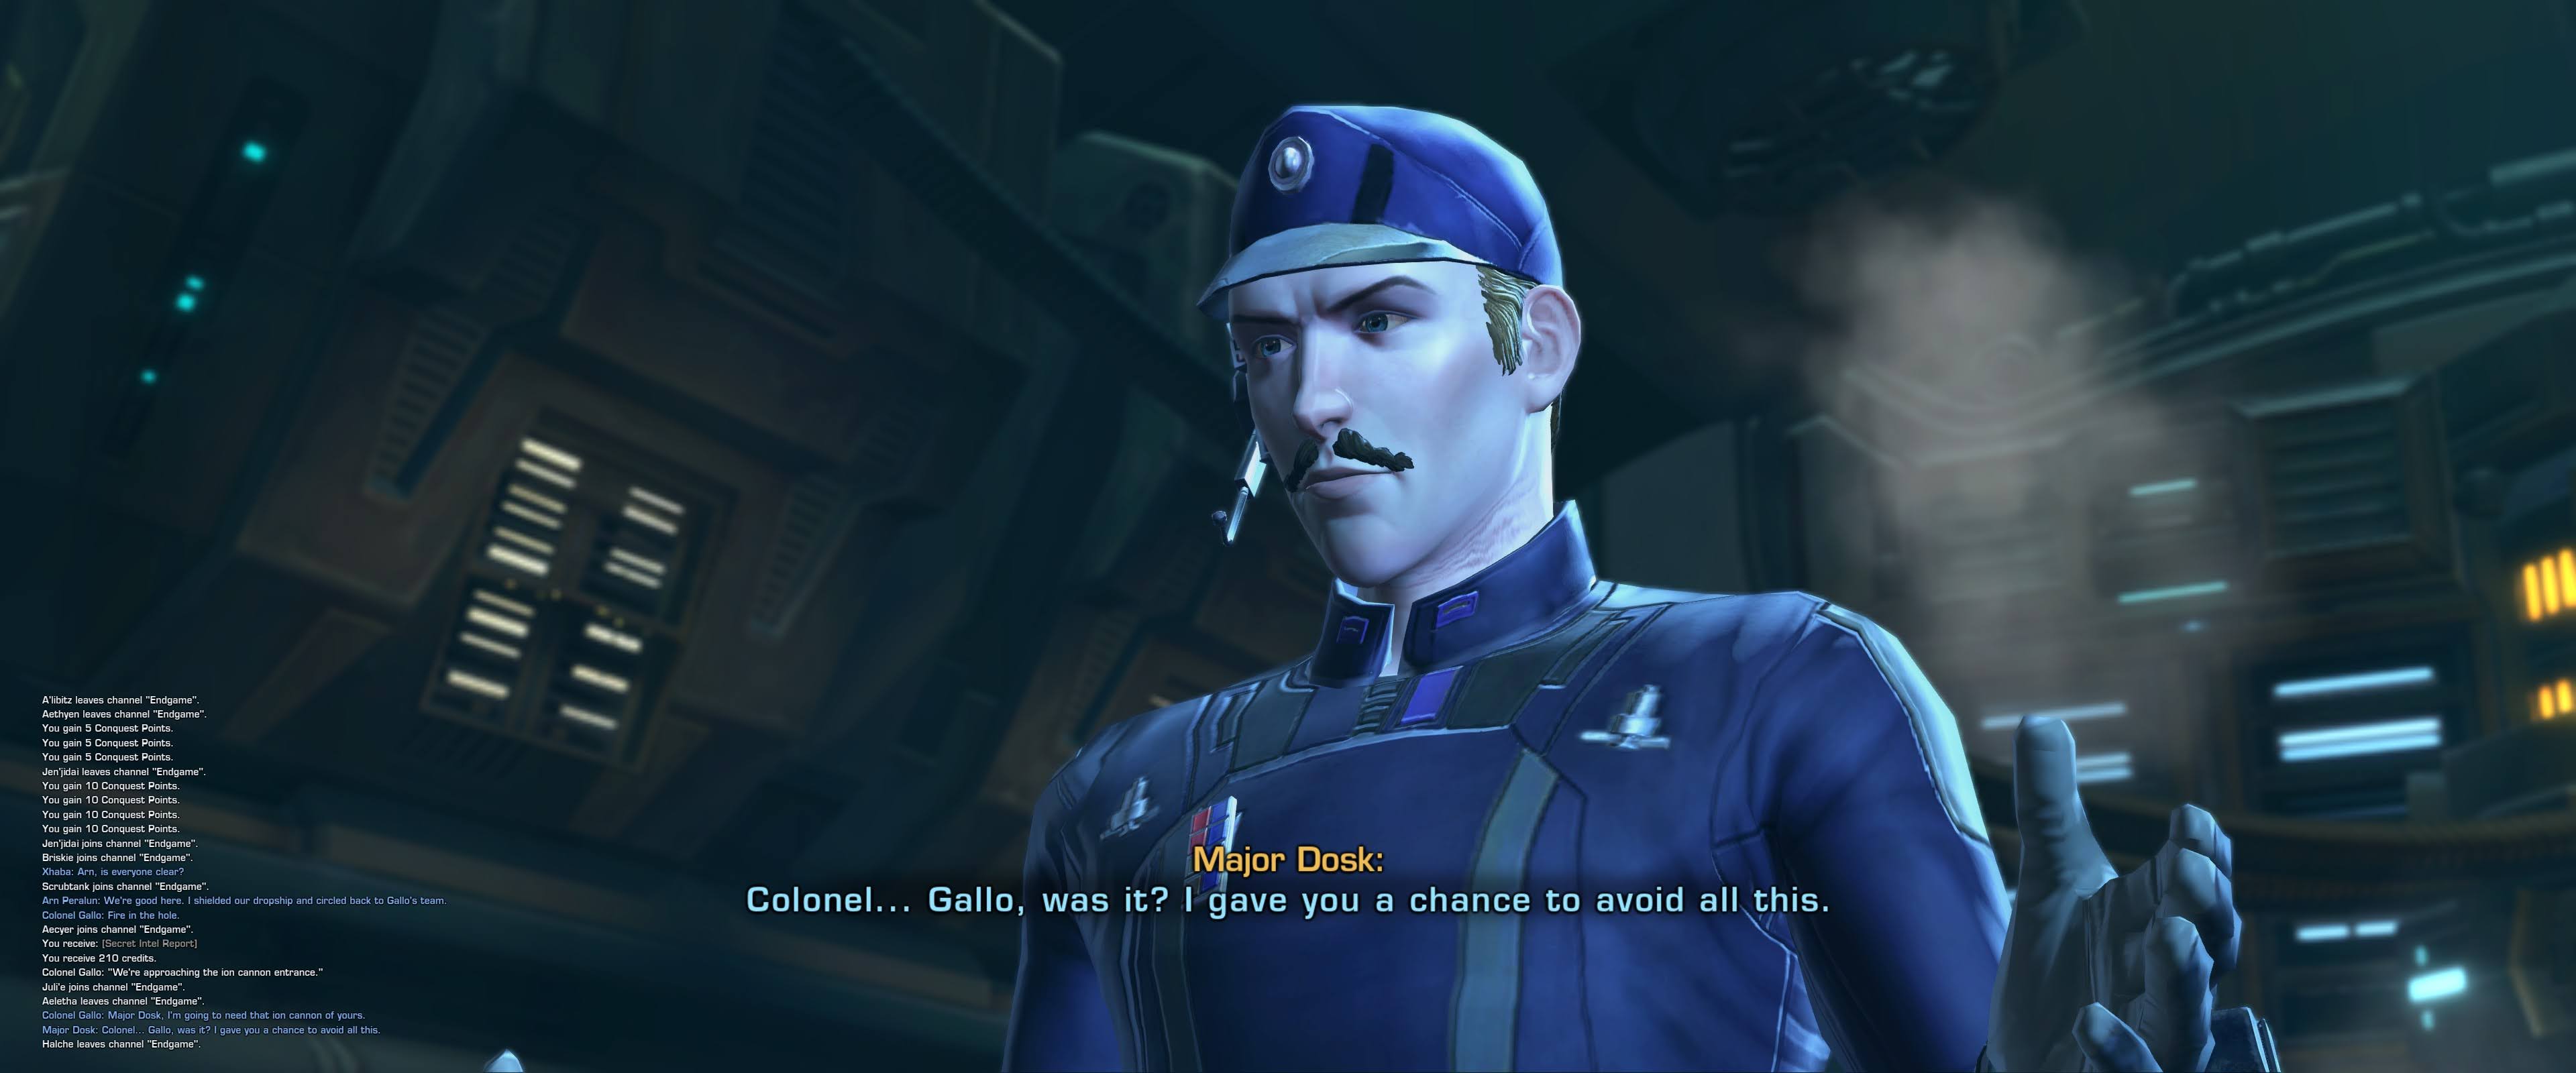 A'libitz leaves channel "Endgame".
Aethyen leaves channel "Endgame".
You gain 5 Conquest Points.
You gain 5 Conquest Points.
You gain 5 Conquest Points.
Jen'jidai leaves channel "Endgame".
You gain 10 Conquest Points.
You gain 10 Conquest Points.
You gain 10 Conquest Points.
You gain 10 Conquest Points.
Jen'jidai joins channel "Endgame".
Briskie joins channel "Endgame".
Xhaba: Arn, is everyone clear?
Scrubtank joins channel "Endgame".
Arn Peralun: We're good here. I shielded our dropship and circled back to Gallo's team.
Colonel Gallo: Fire in the hole.
Aecyer joins channel "Endgame".
You receive: [Secret Intel Report]
You receive 210 credits.
Colonel Gallo: "We're approaching the ion cannon entrance."
Juli'e joins channel "Endgame".
Aeletha leaves channel "Endgame".
Colonel Gallo: Major Dosk, I'm going to need that ion cannon of yours.
Major Dosk: Colonel... Gallo, was it? I gave you a chance to avoid all this.
Halche leaves channel "Endgame".
Major Dosk:
Colonel... Gallo, was it? I gave you a chance to avoid all this.